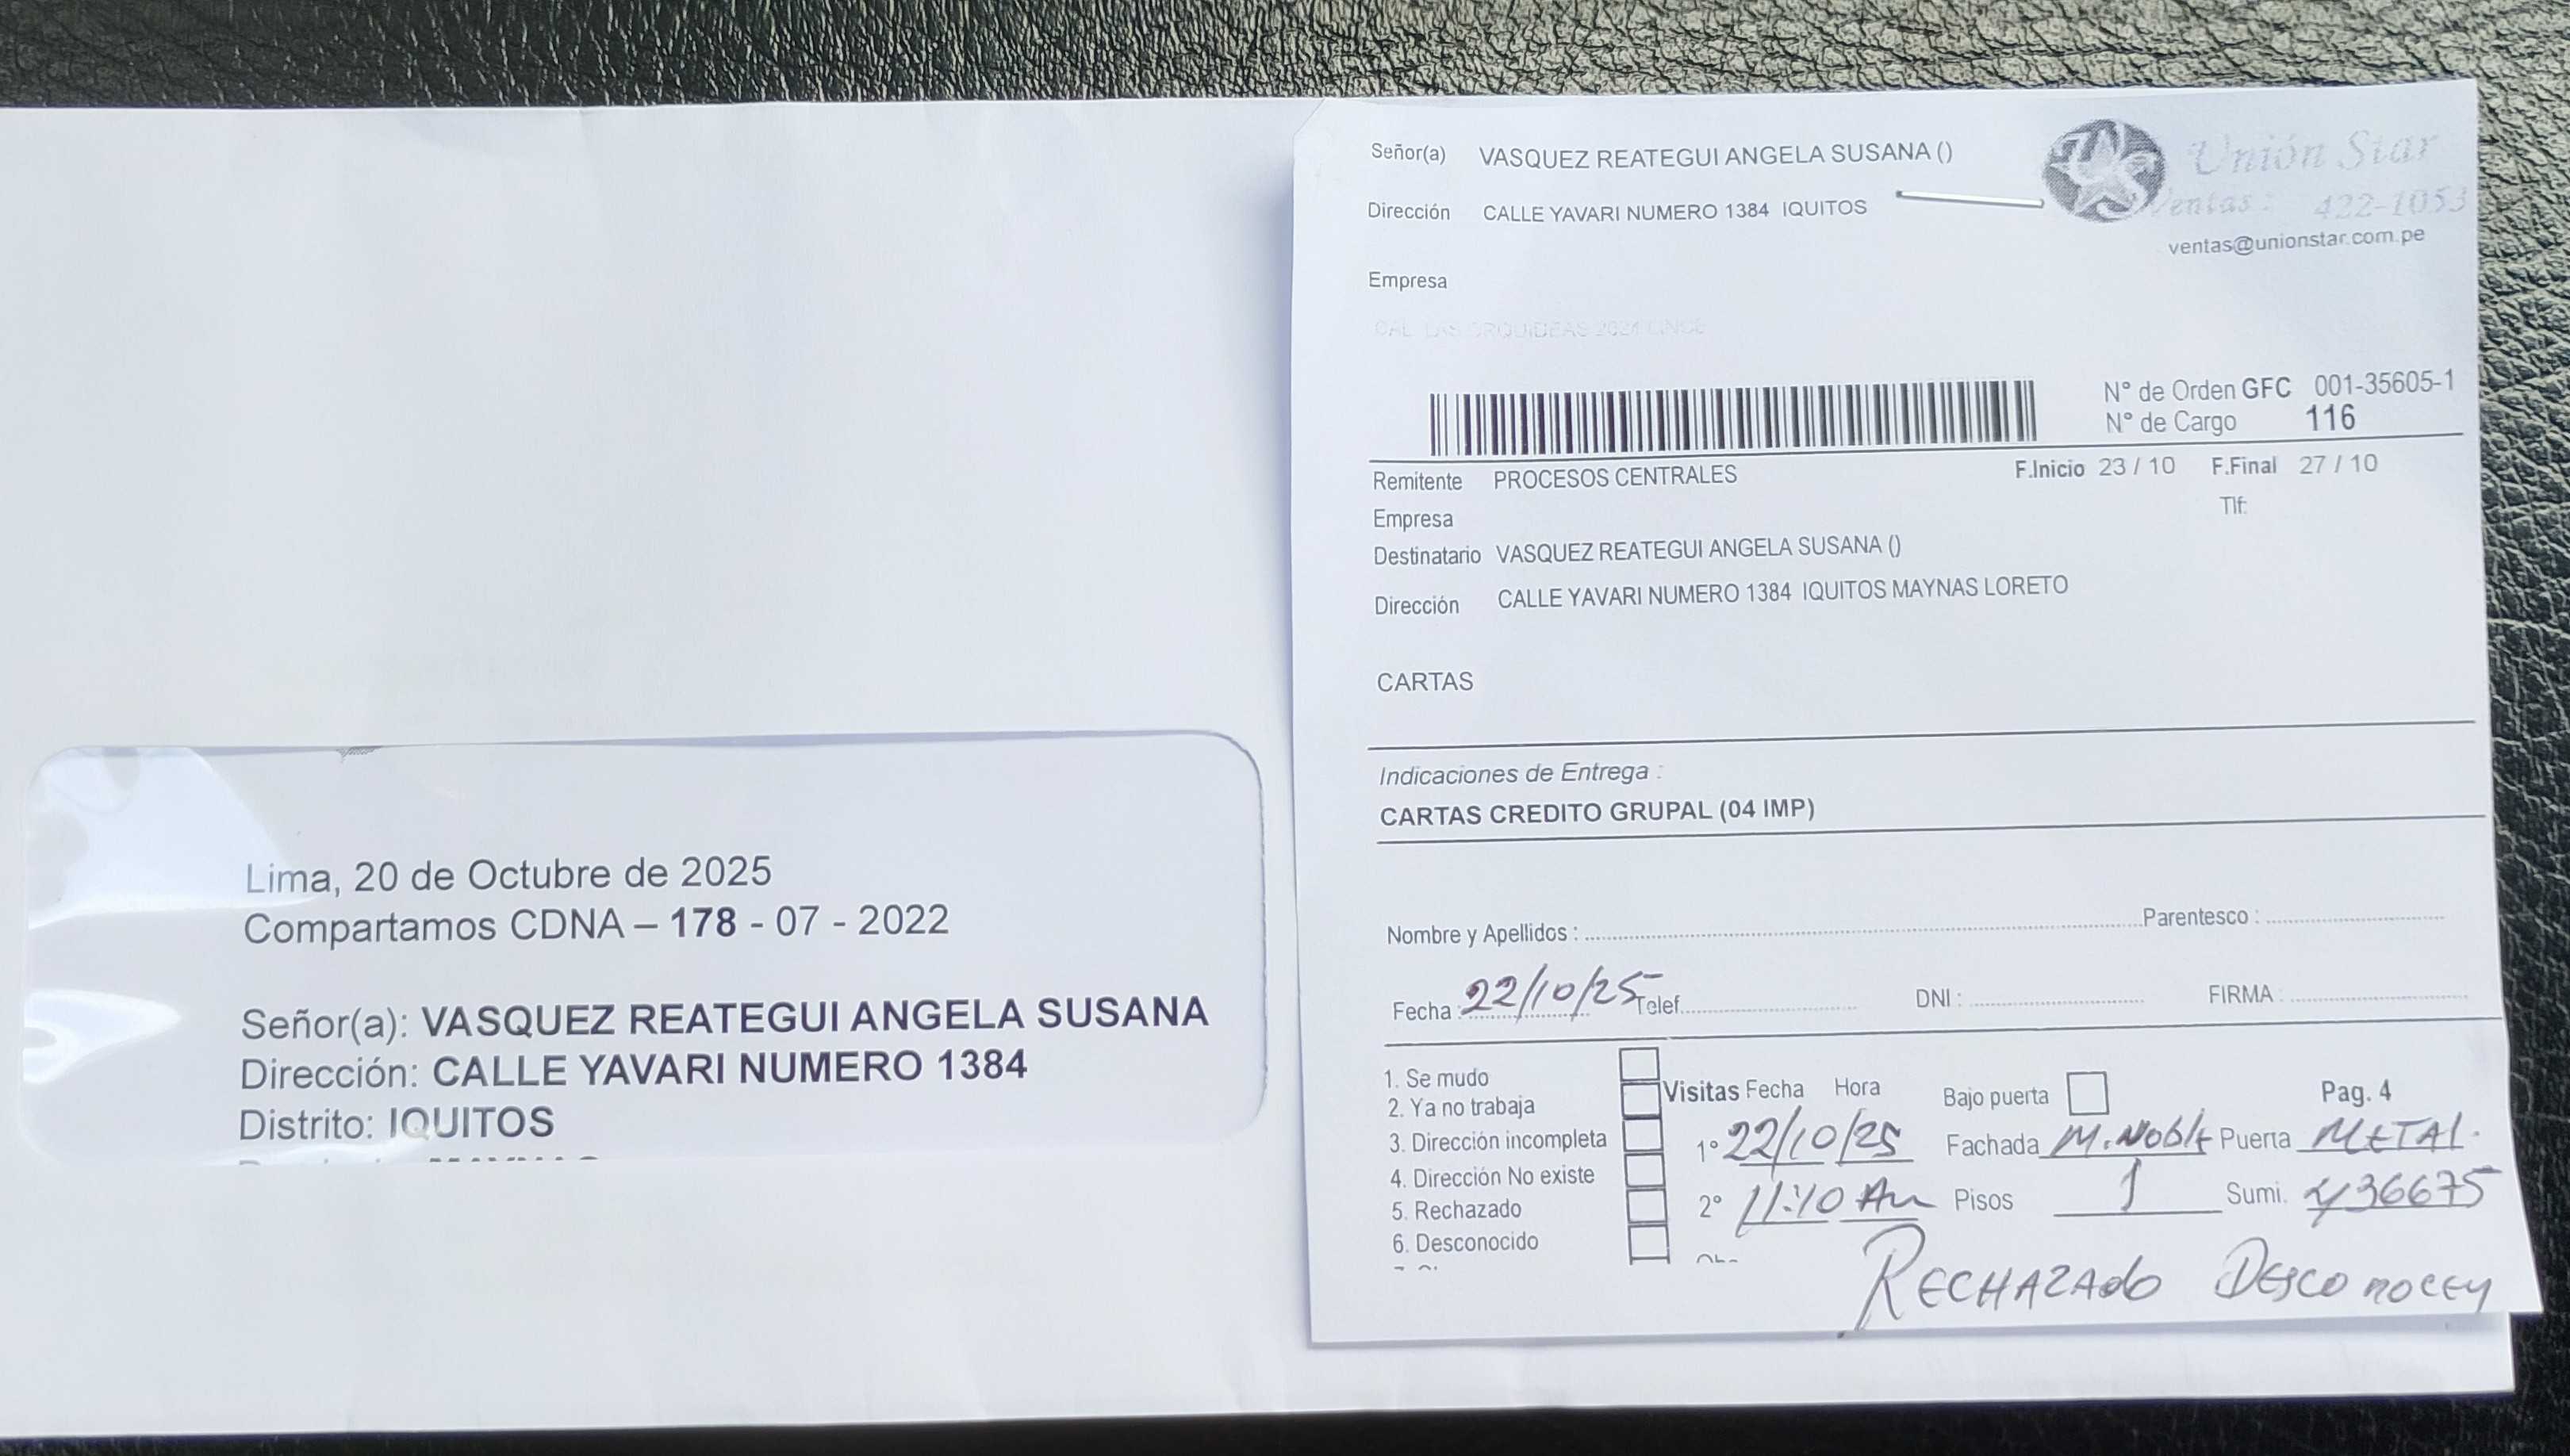 Lima, 20 de Octubre de 2025
Compartamos CDNA – 178 - 07 - 2022
Señor(a): VASQUEZ REATEGUI ANGELA SUSANA
Dirección: CALLE YAVARI NUMERO 1384
Distrito: IQUITOS
Señor(a) VASQUEZ REATEGUI ANGELA SUSANA ()
Unión Star
Dirección CALLE YAVARI NUMERO 1384 IQUITOS
Ventas : 422-1053
ventas@unionstar.com.pe
Empresa
N° de Orden GFC 001-35605-1
N° de Cargo 116
Remitente PROCESOS CENTRALES F.Inicio 23 / 10 F.Final 27 / 10
Empresa Tlf:
Destinatario VASQUEZ REATEGUI ANGELA SUSANA ()
Dirección CALLE YAVARI NUMERO 1384 IQUITOS MAYNAS LORETO
CARTAS
Indicaciones de Entrega :
CARTAS CREDITO GRUPAL (04 IMP)
Nombre y Apellidos : Parentesco :
Fecha : 22/10/25 Telef. DNI : FIRMA :
1. Se mudo
2. Ya no trabaja
3. Dirección incompleta
4. Dirección No existe
5. Rechazado
6. Desconocido
Visitas Fecha Hora Bajo puerta Pag. 4
1° 22/10/25 Fachada M. Noble Puerta METAL.
2° 11:10 Am Pisos 1 Sumi. 436675
RECHAZADO DESCONOCEN